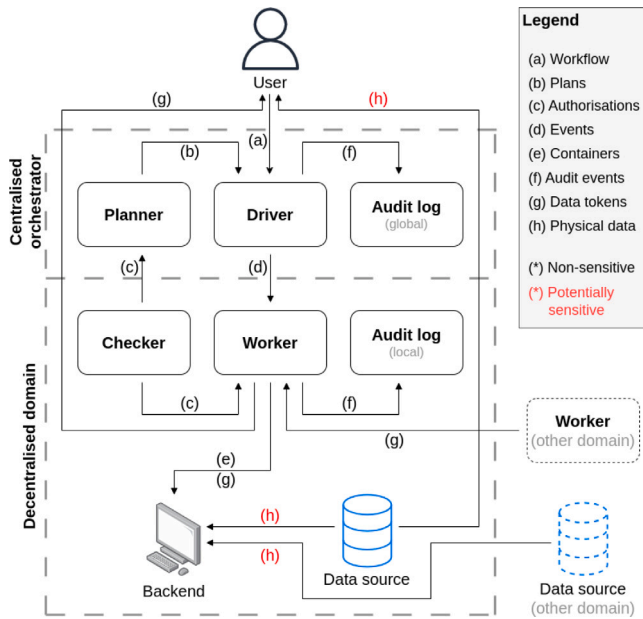 User
(g)
(h)
(a)
(b)
(f)
Centralised
orchestrator
Planner
Driver
Audit log
(global)
(c)
(d)
Decentralised domain
Checker
Worker
Audit log
(local)
(c)
(f)
(g)
Worker
(other domain)
(e)
(g)
(h)
(h)
Backend
Data source
Data source
(other domain)
Legend
(a) Workflow
(b) Plans
(c) Authorisations
(d) Events
(e) Containers
(f) Audit events
(g) Data tokens
(h) Physical data
(*) Non-sensitive
(*) Potentially
sensitive